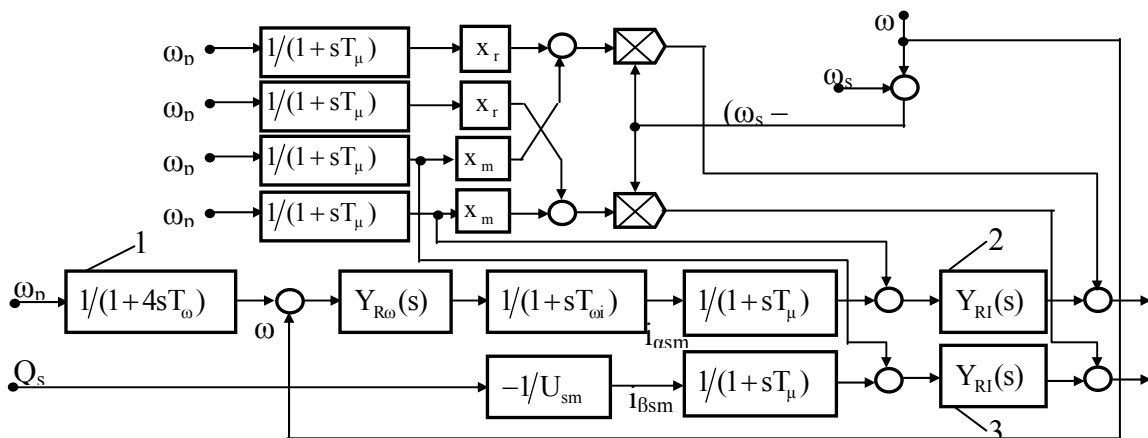 ω
ωp 1/(1+sTμ) xr
ωp 1/(1+sTμ) xr ωs
(ωs –
ωp 1/(1+sTμ) xm
ωp 1/(1+sTμ) xm
1 2
ωp 1/(1+4sTω) YRω(s) 1/(1+sTωi) 1/(1+sTμ) YRI(s)
ω iαsm
Qs −1/Usm iβsm 1/(1+sTμ) YRI(s)
3